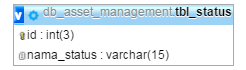 v db_asset_management.tbl_status
id : int(3)
nama_status : varchar(15)